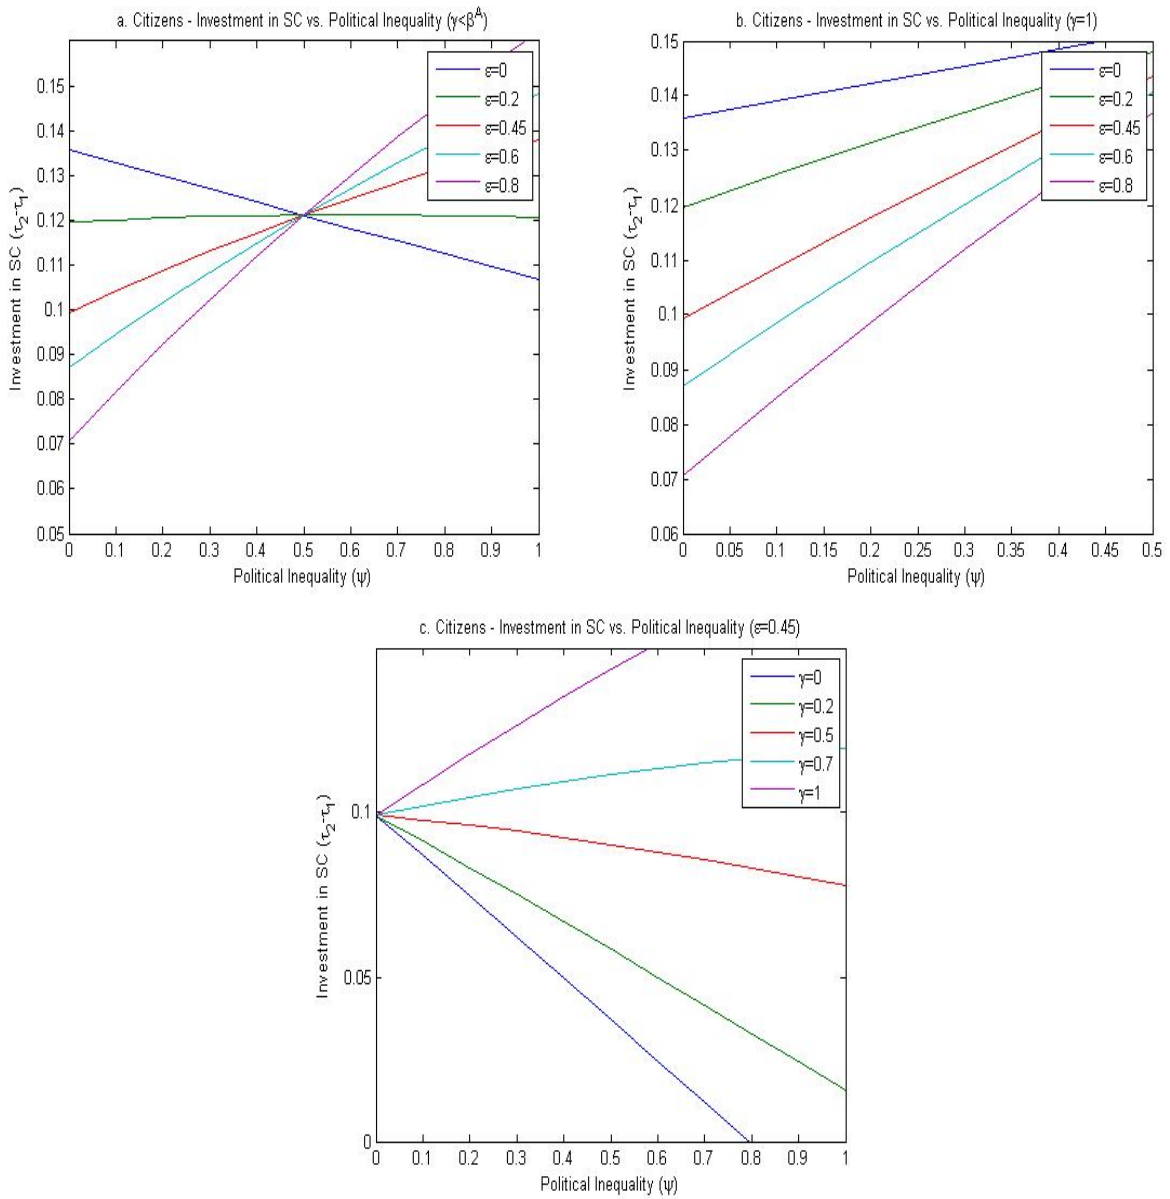 a. Citizens - Investment in SC vs. Political Inequality (γ<β^A)
ε=0
ε=0.2
ε=0.45
ε=0.6
ε=0.8
Investment in SC (τ₂-τ₁)
0.15
0.14
0.13
0.12
0.11
0.1
0.09
0.08
0.07
0.06
0.05
0 0.1 0.2 0.3 0.4 0.5 0.6 0.7 0.8 0.9 1
Political Inequality (ψ)
b. Citizens - Investment in SC vs. Political Inequality (γ=1)
ε=0
ε=0.2
ε=0.45
ε=0.6
ε=0.8
Investment in SC (τ₂-τ₁)
0.15
0.14
0.13
0.12
0.11
0.1
0.09
0.08
0.07
0.06
0 0.05 0.1 0.15 0.2 0.25 0.3 0.35 0.4 0.45 0.5
Political Inequality (ψ)
c. Citizens - Investment in SC vs. Political Inequality (ε=0.45)
γ=0
γ=0.2
γ=0.5
γ=0.7
γ=1
Investment in SC (τ₂-τ₁)
0.1
0.05
0
0 0.1 0.2 0.3 0.4 0.5 0.6 0.7 0.8 0.9 1
Political Inequality (ψ)